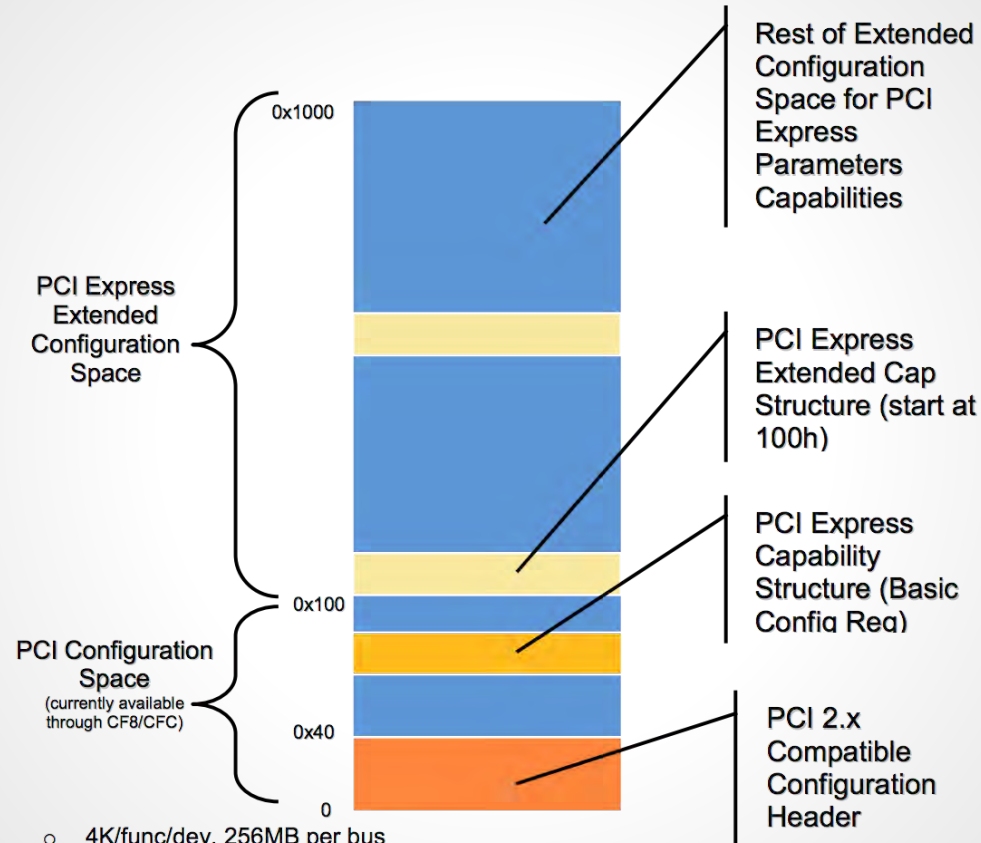 Rest of Extended
Configuration
Space for PCI
Express
Parameters
Capabilities
0x1000
PCI Express
Extended
Configuration
Space
PCI Express
Extended Cap
Structure (start at
100h)
PCI Express
Capability
Structure (Basic
Config Reg)
0x100
PCI Configuration
Space
(currently available
through CF8/CFC)
0x40
PCI 2.x
Compatible
Configuration
Header
0
o 4K/func/dev, 256MB per bus